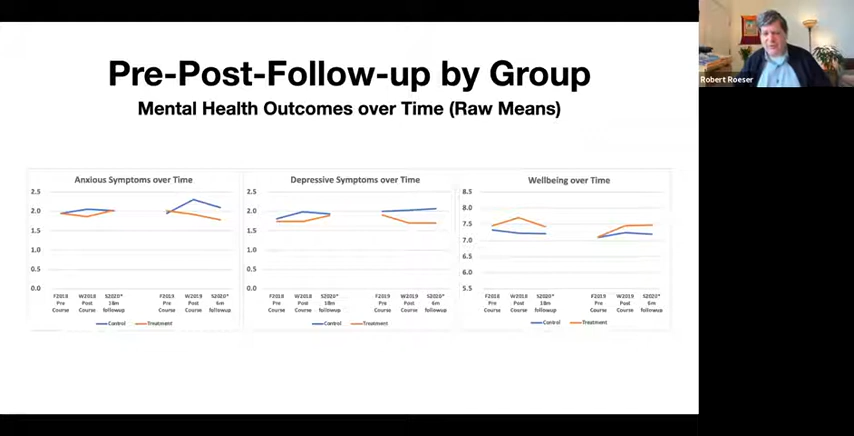 Pre-Post-Follow-up by Group
Mental Health Outcomes over Time (Raw Means)
Robert Roeser
Anxious Symptoms over Time
2.5
2.0
1.5
1.0
0.5
0.0
F2018 W2018 S2020* F2019 W2019 S2020*
Pre Post 18m Pre Post 6m
Course Course followup Course Course followup
Control Treatment
Depressive Symptoms over Time
2.5
2.0
1.5
1.0
0.5
0.0
F2018 W2018 S2020* F2019 W2019 S2020*
Pre Post 18m Pre Post 6m
Course Course followup Course Course followup
Control Treatment
Wellbeing over Time
8.5
8.0
7.5
7.0
6.5
6.0
5.5
F2018 W2018 S2020* F2019 W2019 S2020*
Pre Post 18m Pre Post 6m
Course Course followup Course Course followup
Control Treatment